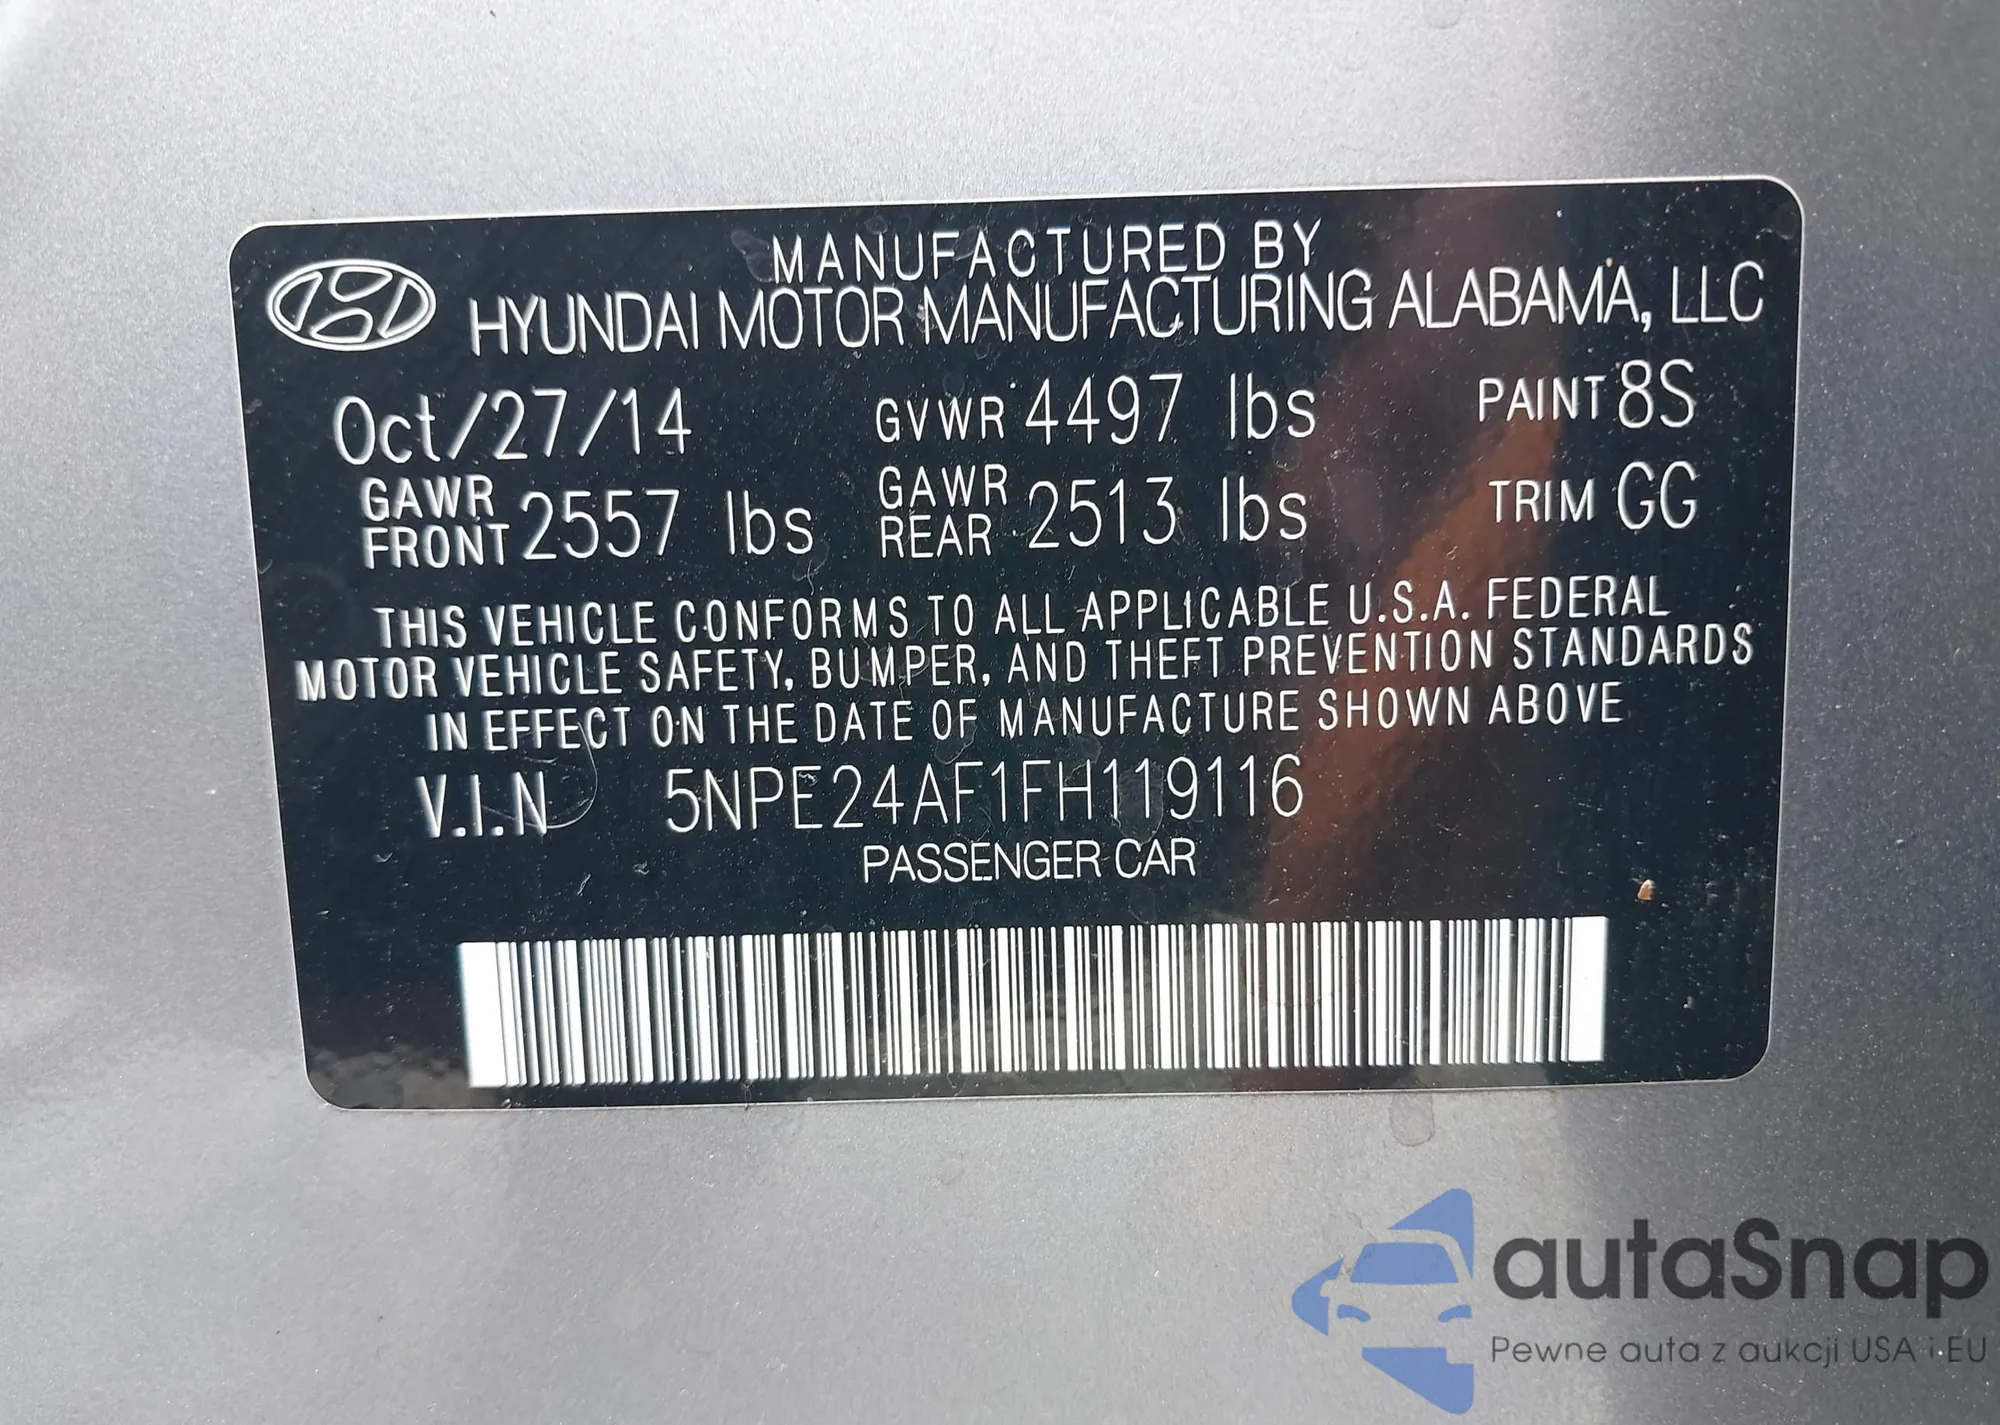 MANUFACTURED BY
HYUNDAI MOTOR MANUFACTURING ALABAMA, LLC
Oct/27/14 GVWR 4497 lbs PAINT 8S
GAWR FRONT 2557 lbs GAWR REAR 2513 lbs TRIM GG
THIS VEHICLE CONFORMS TO ALL APPLICABLE U.S.A. FEDERAL
MOTOR VEHICLE SAFETY, BUMPER, AND THEFT PREVENTION STANDARDS
IN EFFECT ON THE DATE OF MANUFACTURE SHOWN ABOVE
V.I.N 5NPE24AF1FH119116
PASSENGER CAR
autaSnap
Pewne auta z aukcji USA i EU